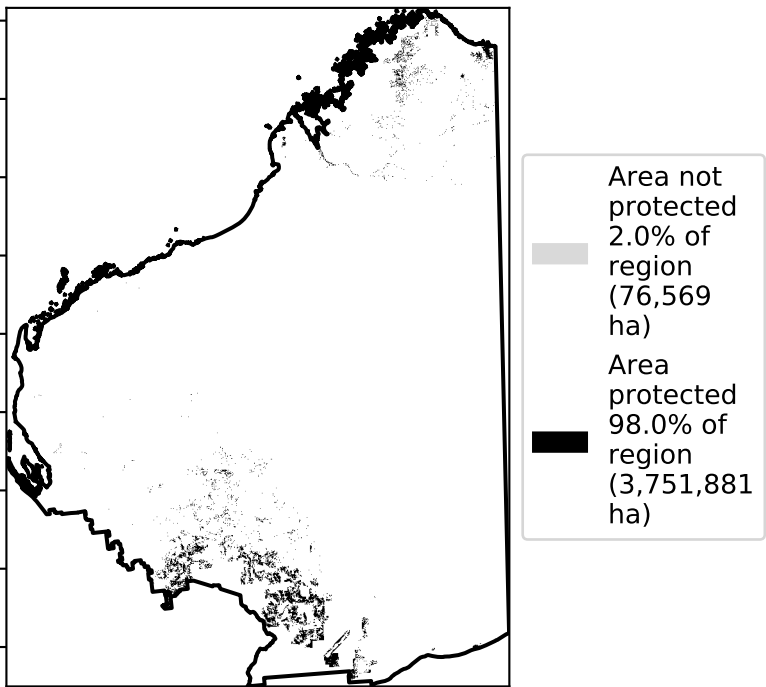 Area not
protected
2.0% of
region
(76,569
ha)
Area
protected
98.0% of
region
(3,751,881
ha)